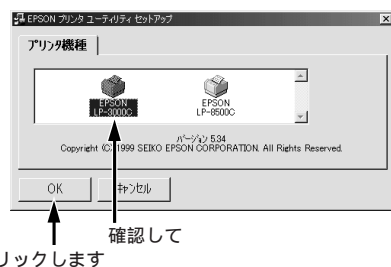 EPSON プリンタ ユーティリティ セットアップ
プリンタ機種
EPSON
LP-3000C
EPSON
LP-8500C
バージョン 5.34
Copyright (C) 1999 SEIKO EPSON CORPORATION. All Rights Reserved.
OK
キャンセル
確認して
リックします